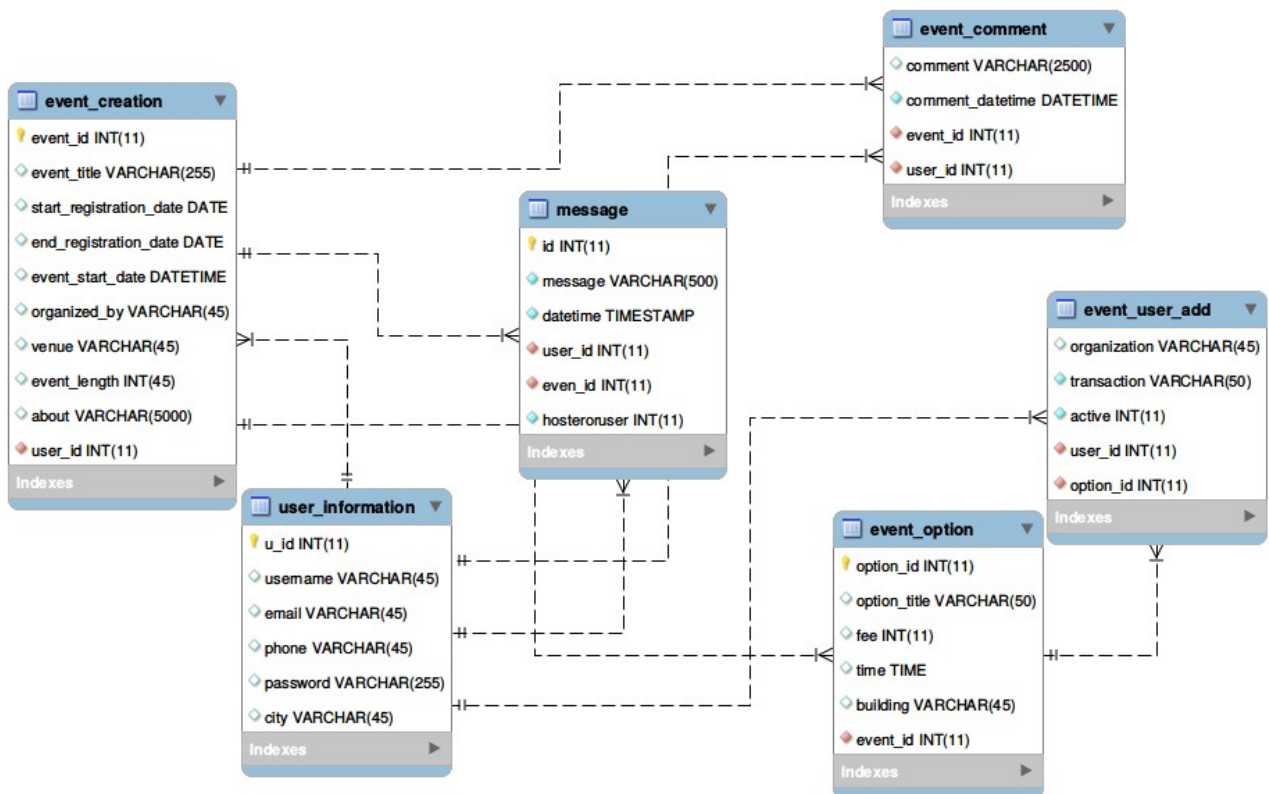 event_creation
event_id INT(11)
event_title VARCHAR(255)
start_registration_date DATE
end_registration_date DATE
event_start_date DATETIME
organized_by VARCHAR(45)
venue VARCHAR(45)
event_length INT(45)
about VARCHAR(5000)
user_id INT(11)
Indexes
user_information
u_id INT(11)
username VARCHAR(45)
email VARCHAR(45)
phone VARCHAR(45)
password VARCHAR(255)
city VARCHAR(45)
Indexes
message
id INT(11)
message VARCHAR(500)
datetime TIMESTAMP
user_id INT(11)
even_id INT(11)
hosteroruser INT(11)
Indexes
event_comment
comment VARCHAR(2500)
comment_datetime DATETIME
event_id INT(11)
user_id INT(11)
Indexes
event_user_add
organization VARCHAR(45)
transaction VARCHAR(50)
active INT(11)
user_id INT(11)
option_id INT(11)
Indexes
event_option
option_id INT(11)
option_title VARCHAR(50)
fee INT(11)
time TIME
building VARCHAR(45)
event_id INT(11)
Indexes